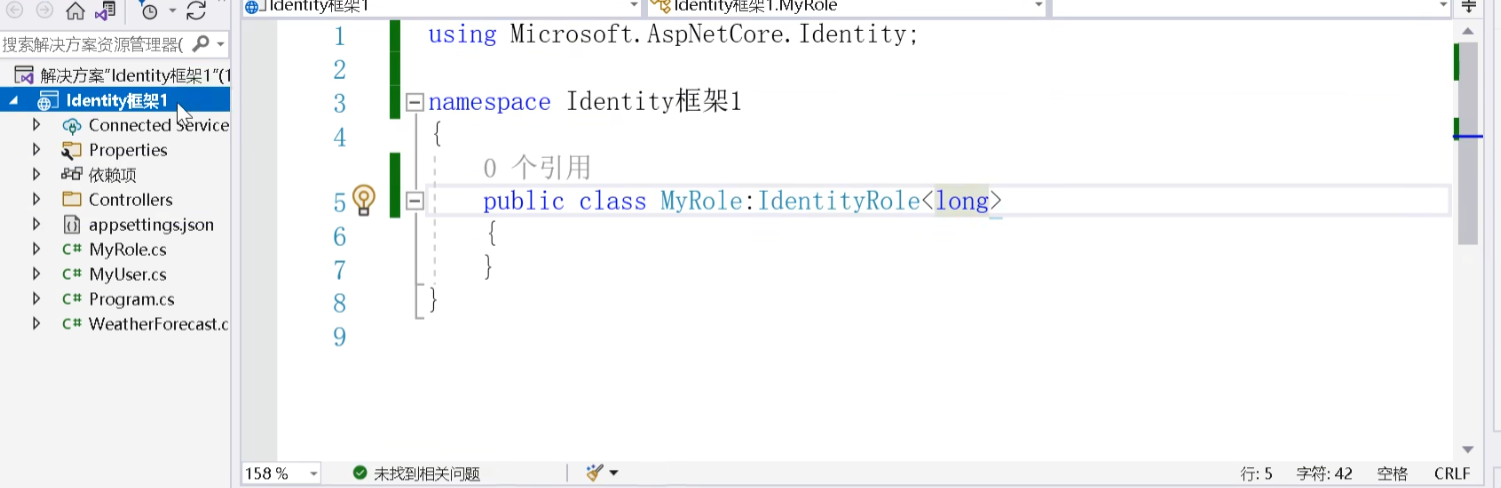 Identity框架1
Identity框架1.MyRole
搜索解决方案资源管理器(
解决方案"Identity框架1"(1
Identity框架1
Connected Service
Properties
依赖项
Controllers
appsettings.json
C# MyRole.cs
C# MyUser.cs
C# Program.cs
C# WeatherForecast.c
1 using Microsoft.AspNetCore.Identity;
2
3 namespace Identity框架1
4 {
0 个引用
5 public class MyRole:IdentityRole<long>
6 {
7 }
8 }
9
158 % 未找到相关问题 行: 5 字符: 42 空格 CRLF